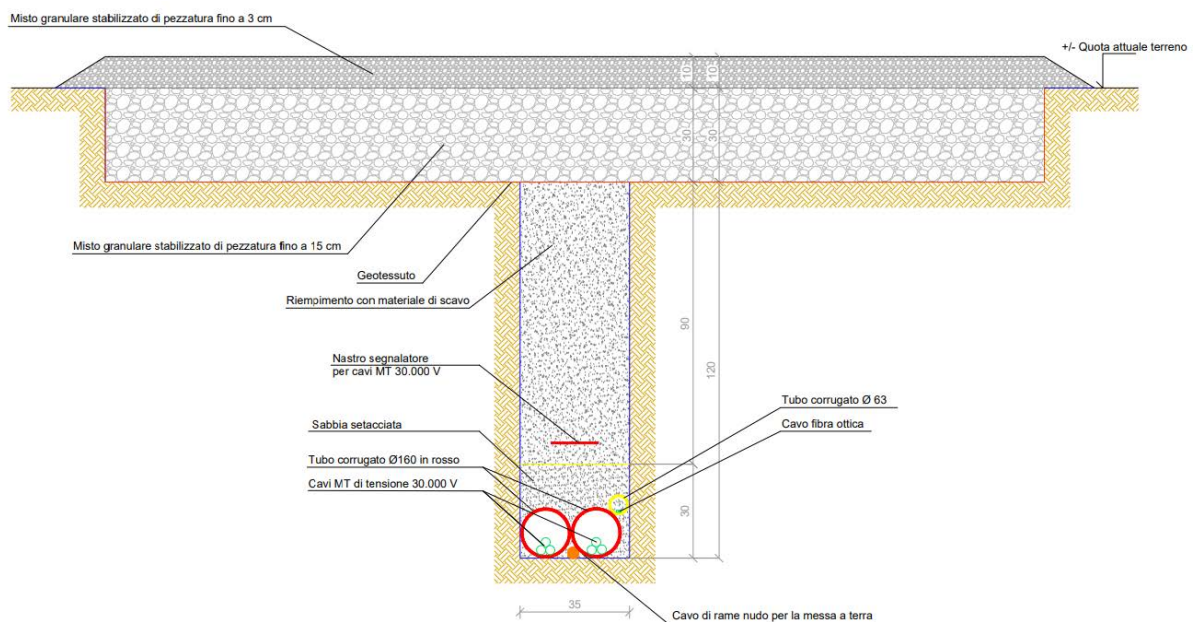 Misto granulare stabilizzato di pezzatura fino a 3 cm
+/- Quota attuale terreno
10
10
30
30
Misto granulare stabilizzato di pezzatura fino a 15 cm
Geotessuto
Riempimento con materiale di scavo
90
120
Nastro segnalatore
per cavi MT 30.000 V
Tubo corrugato Ø 63
Sabbia setacciata
Cavo fibra ottica
Tubo corrugato Ø160 in rosso
Cavi MT di tensione 30.000 V
30
35
Cavo di rame nudo per la messa a terra